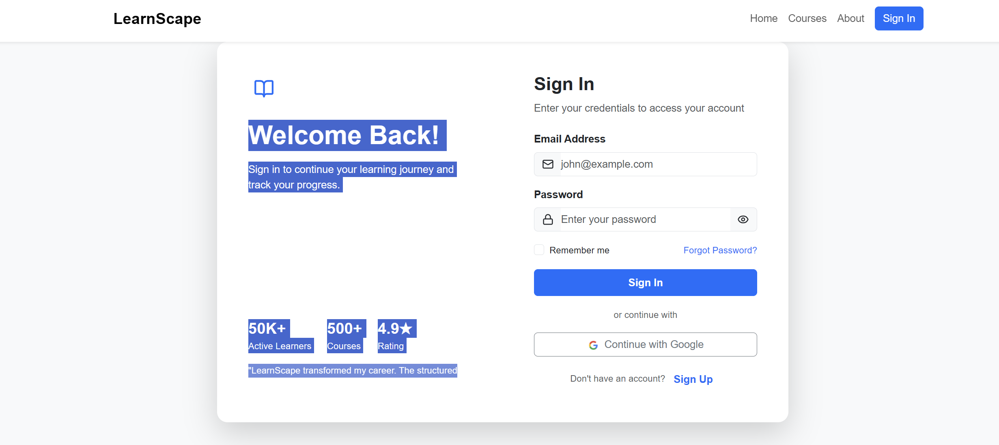 LearnScape
Home
Courses
About
Sign In
Welcome Back!
Sign in to continue your learning journey and
track your progress.
50K+
Active Learners
500+
Courses
4.9★
Rating
"LearnScape transformed my career. The structured
Sign In
Enter your credentials to access your account
Email Address
john@example.com
Password
Enter your password
Remember me
Forgot Password?
Sign In
or continue with
Continue with Google
Don't have an account? Sign Up